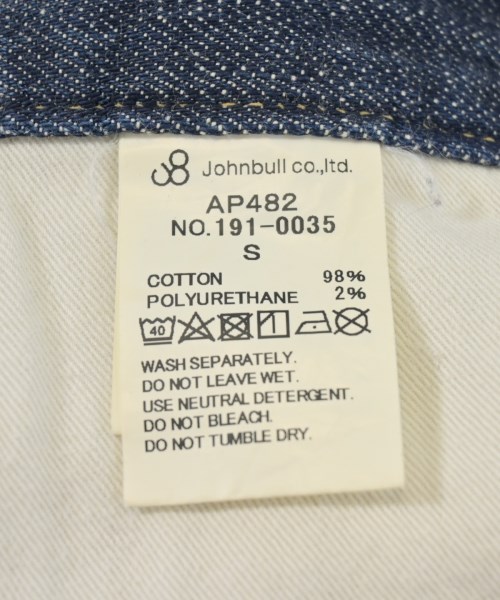 Johnbull co.,ltd.
AP482
NO.191-0035
S
COTTON 98%
POLYURETHANE 2%
40
WASH SEPARATELY.
DO NOT LEAVE WET.
USE NEUTRAL DETERGENT.
DO NOT BLEACH.
DO NOT TUMBLE DRY.